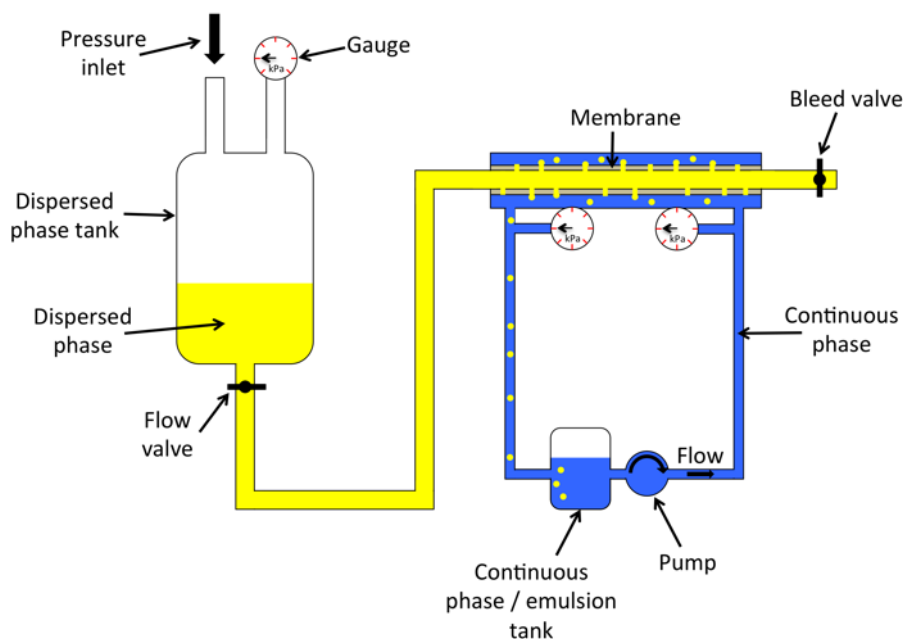 Pressure
inlet
Gauge
kPa
Bleed valve
Membrane
Dispersed
phase tank
kPa
kPa
Dispersed
phase
Continuous
phase
Flow
valve
Flow
Pump
Continuous
phase / emulsion
tank